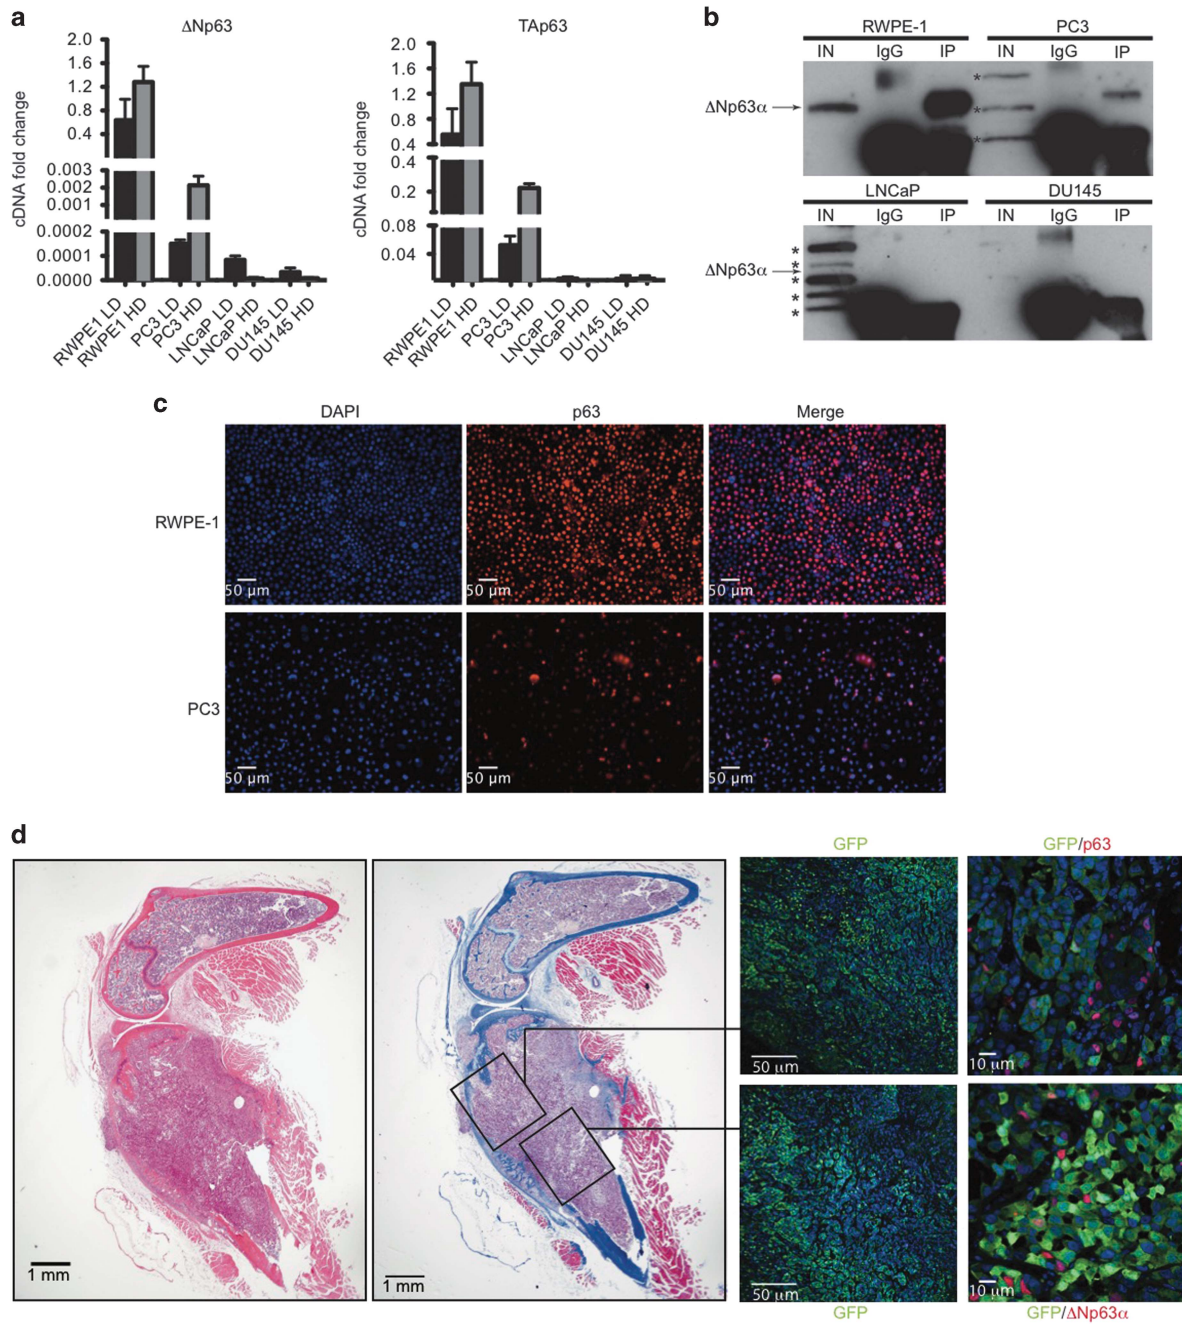 a
ΔNp63
cDNA fold change
2.0
1.6
1.2
0.8
0.4
0.003
0.002
0.001
0.0002
0.0001
0.0000
RWPE1 LD
RWPE1 HD
PC3 LD
PC3 HD
LNCaP LD
LNCaP HD
DU145 LD
DU145 HD
TAp63
cDNA fold change
2.0
1.6
1.2
0.8
0.4
0.4
0.2
0.08
0.04
RWPE1 LD
RWPE1 HD
PC3 LD
PC3 HD
LNCaP LD
LNCaP HD
DU145 LD
DU145 HD
b
RWPE-1 PC3
IN IgG IP IN IgG IP
ΔNp63α
*
*
*
LNCaP DU145
IN IgG IP IN IgG IP
ΔNp63α
*
*
*
*
*
c
DAPI p63 Merge
RWPE-1
50 µm 50 µm 50 µm
PC3
50 µm 50 µm 50 µm
d
GFP GFP/p63
50 µm 10 µm
1 mm 1 mm 50 µm 10 µm
GFP GFP/ΔNp63α